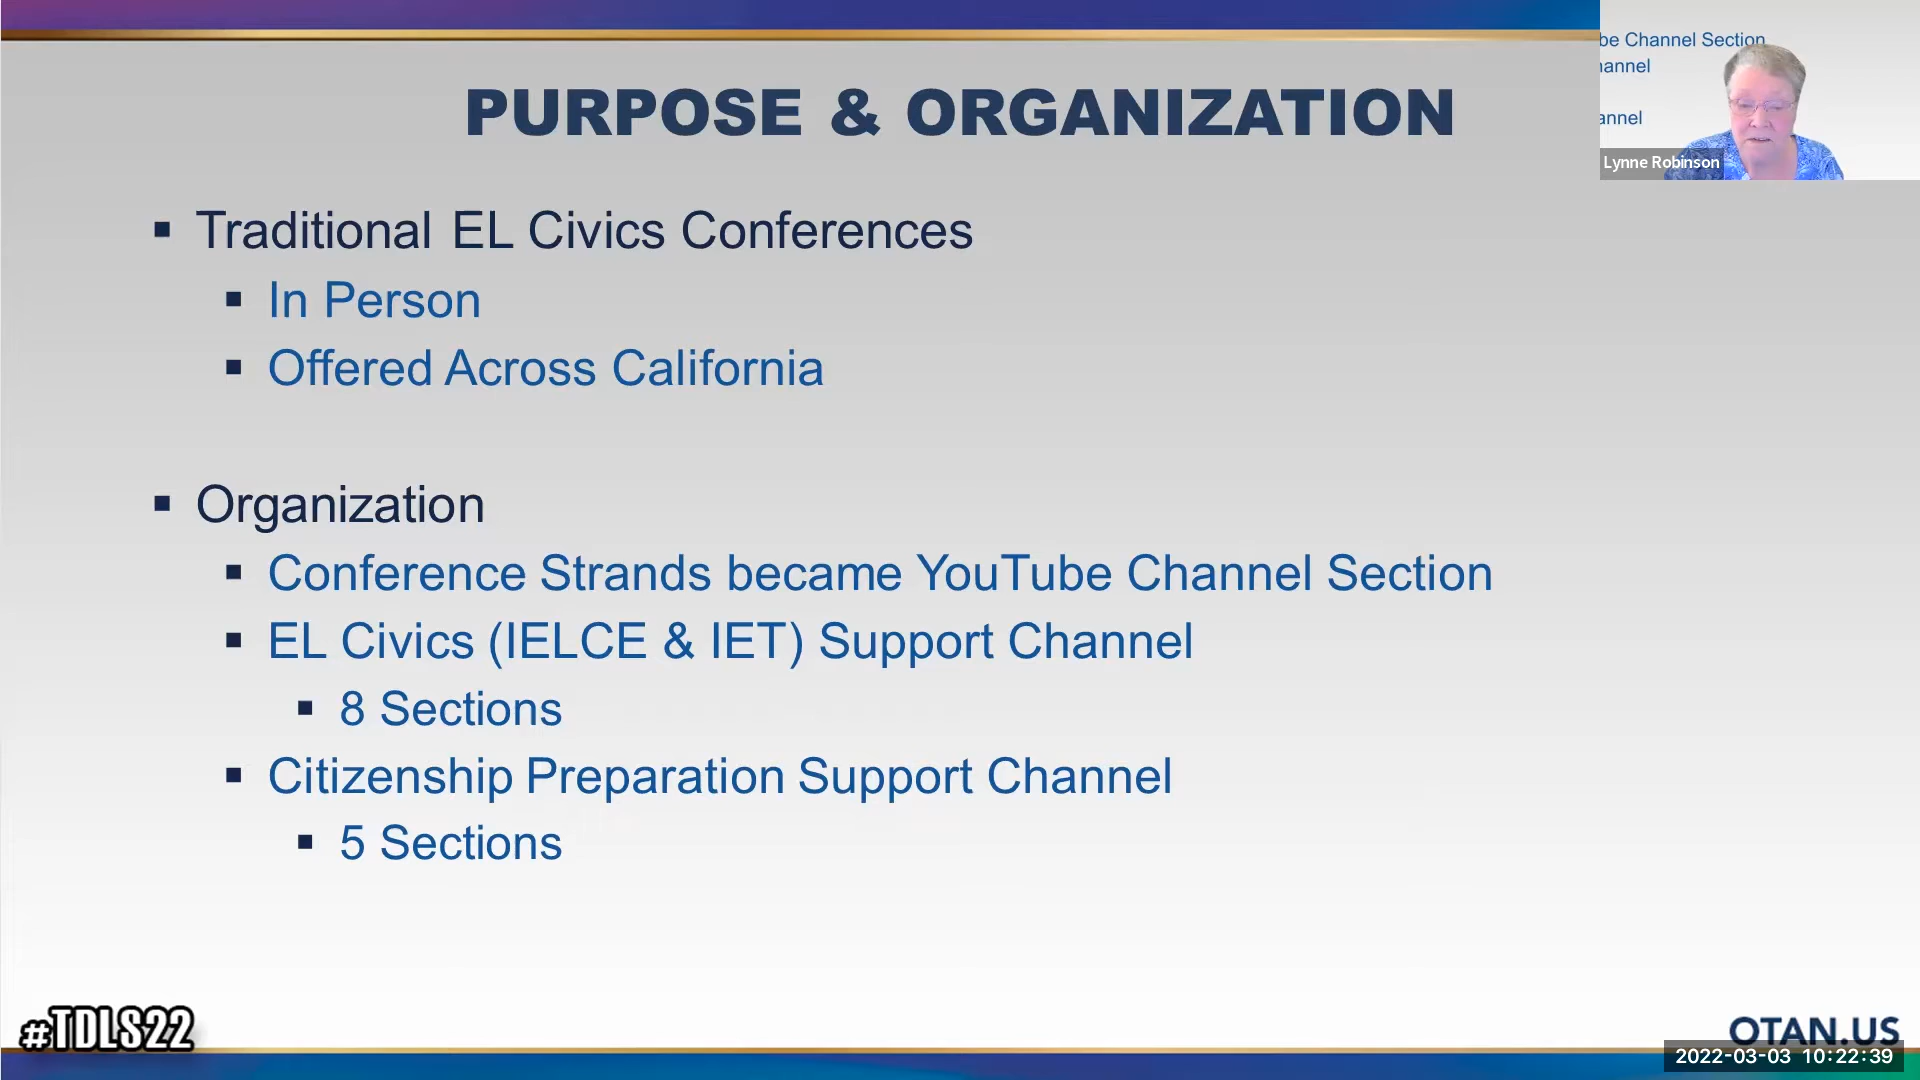 PURPOSE & ORGANIZATION
be Channel Section
hannel
annel
Lynne Robinson
▪ Traditional EL Civics Conferences
▪ In Person
▪ Offered Across California
▪ Organization
▪ Conference Strands became YouTube Channel Section
▪ EL Civics (IELCE & IET) Support Channel
▪ 8 Sections
▪ Citizenship Preparation Support Channel
▪ 5 Sections
#TDLS22
OTAN.US
2022-03-03 10:22:39